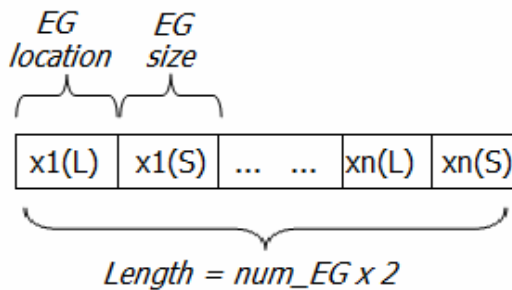 EG location
EG size
x1(L) x1(S) ... ... xn(L) xn(S)
Length = num_EG x 2